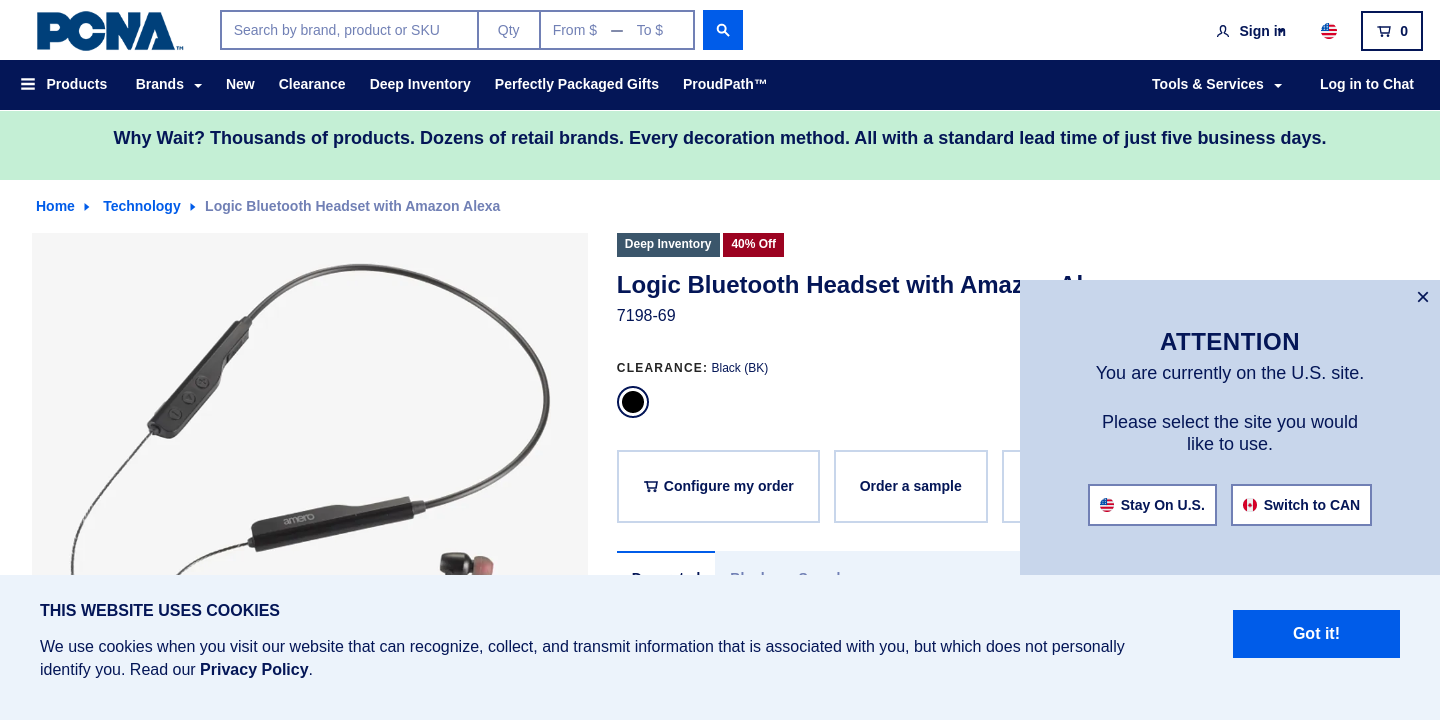 PCNA™
Search by brand, product or SKU
Qty
From $
To $
Sign in
0
Products
Brands
New
Clearance
Deep Inventory
Perfectly Packaged Gifts
ProudPath™
Tools & Services
Log in to Chat
Why Wait? Thousands of products. Dozens of retail brands. Every decoration method. All with a standard lead time of just five business days.
Home
Technology
Logic Bluetooth Headset with Amazon Alexa
Deep Inventory
40% Off
Logic Bluetooth Headset with Amazon
7198-69
CLEARANCE: Black (BK)
Configure my order
Order a sample
amero
×
ATTENTION
You are currently on the U.S. site.
Please select the site you would
like to use.
Stay On U.S.
Switch to CAN
THIS WEBSITE USES COOKIES
We use cookies when you visit our website that can recognize, collect, and transmit information that is associated with you, but which does not personally
identify you. Read our Privacy Policy.
Got it!